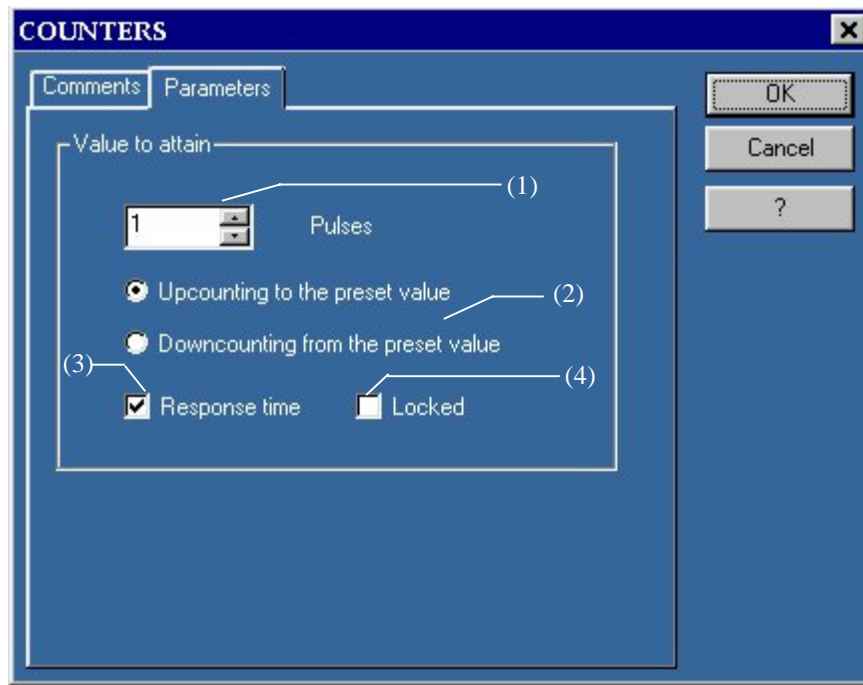 COUNTERS
Comments Parameters
OK
Value to attain
Cancel
(1)
?
1 Pulses
Upcounting to the preset value
(2)
Downcounting from the preset value
(3)
(4)
Response time Locked